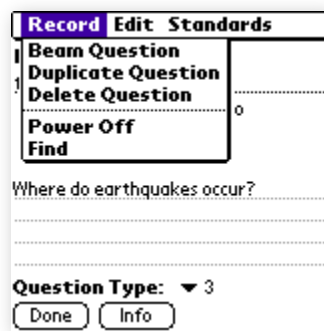 Record Edit Standards
Beam Question
Duplicate Question
Delete Question
Power Off
Find
Where do earthquakes occur?
Question Type: 3
Done Info